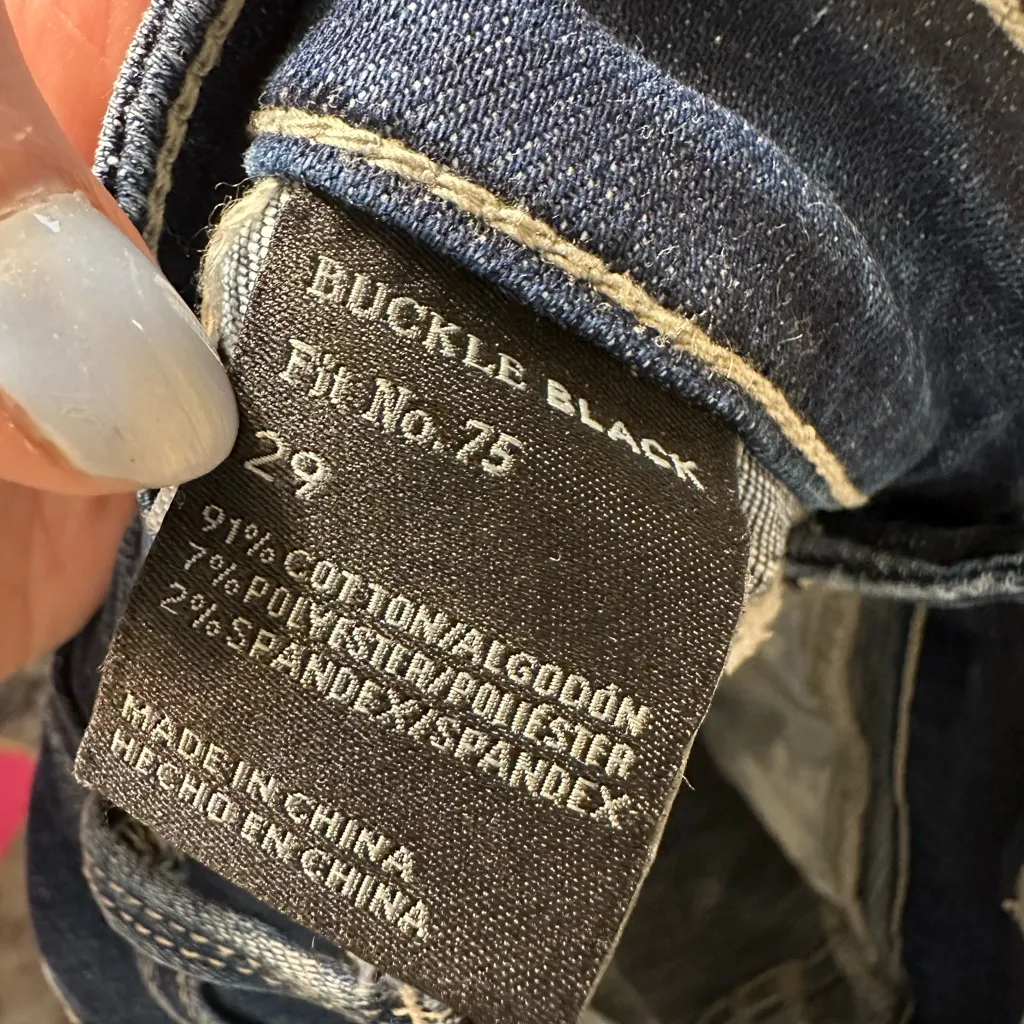 BUCKLE BLACK
Fit No. 75
29
91% COTTON/ALGODÓN
7% POLYESTER/POLIÉSTER
2% SPANDEX/SPANDEX
MADE IN CHINA
HECHO EN CHINA